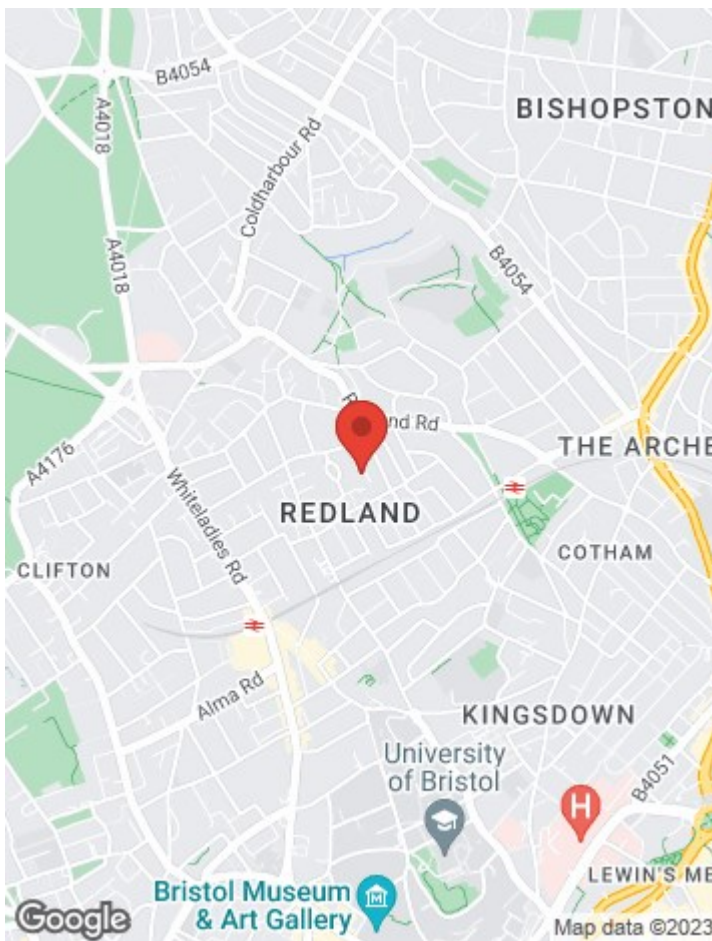 B4054
BISHOPSTON
A4018
Coldharbour Rd
A4018
B4054
nd Rd
THE ARCHE
A4176
Whiteladies Rd
REDLAND
COTHAM
CLIFTON
Alma Rd
KINGSDOWN
University
of Bristol
B4051
H
LEWIN'S ME
Bristol Museum
& Art Gallery
M
Google
Map data ©2023